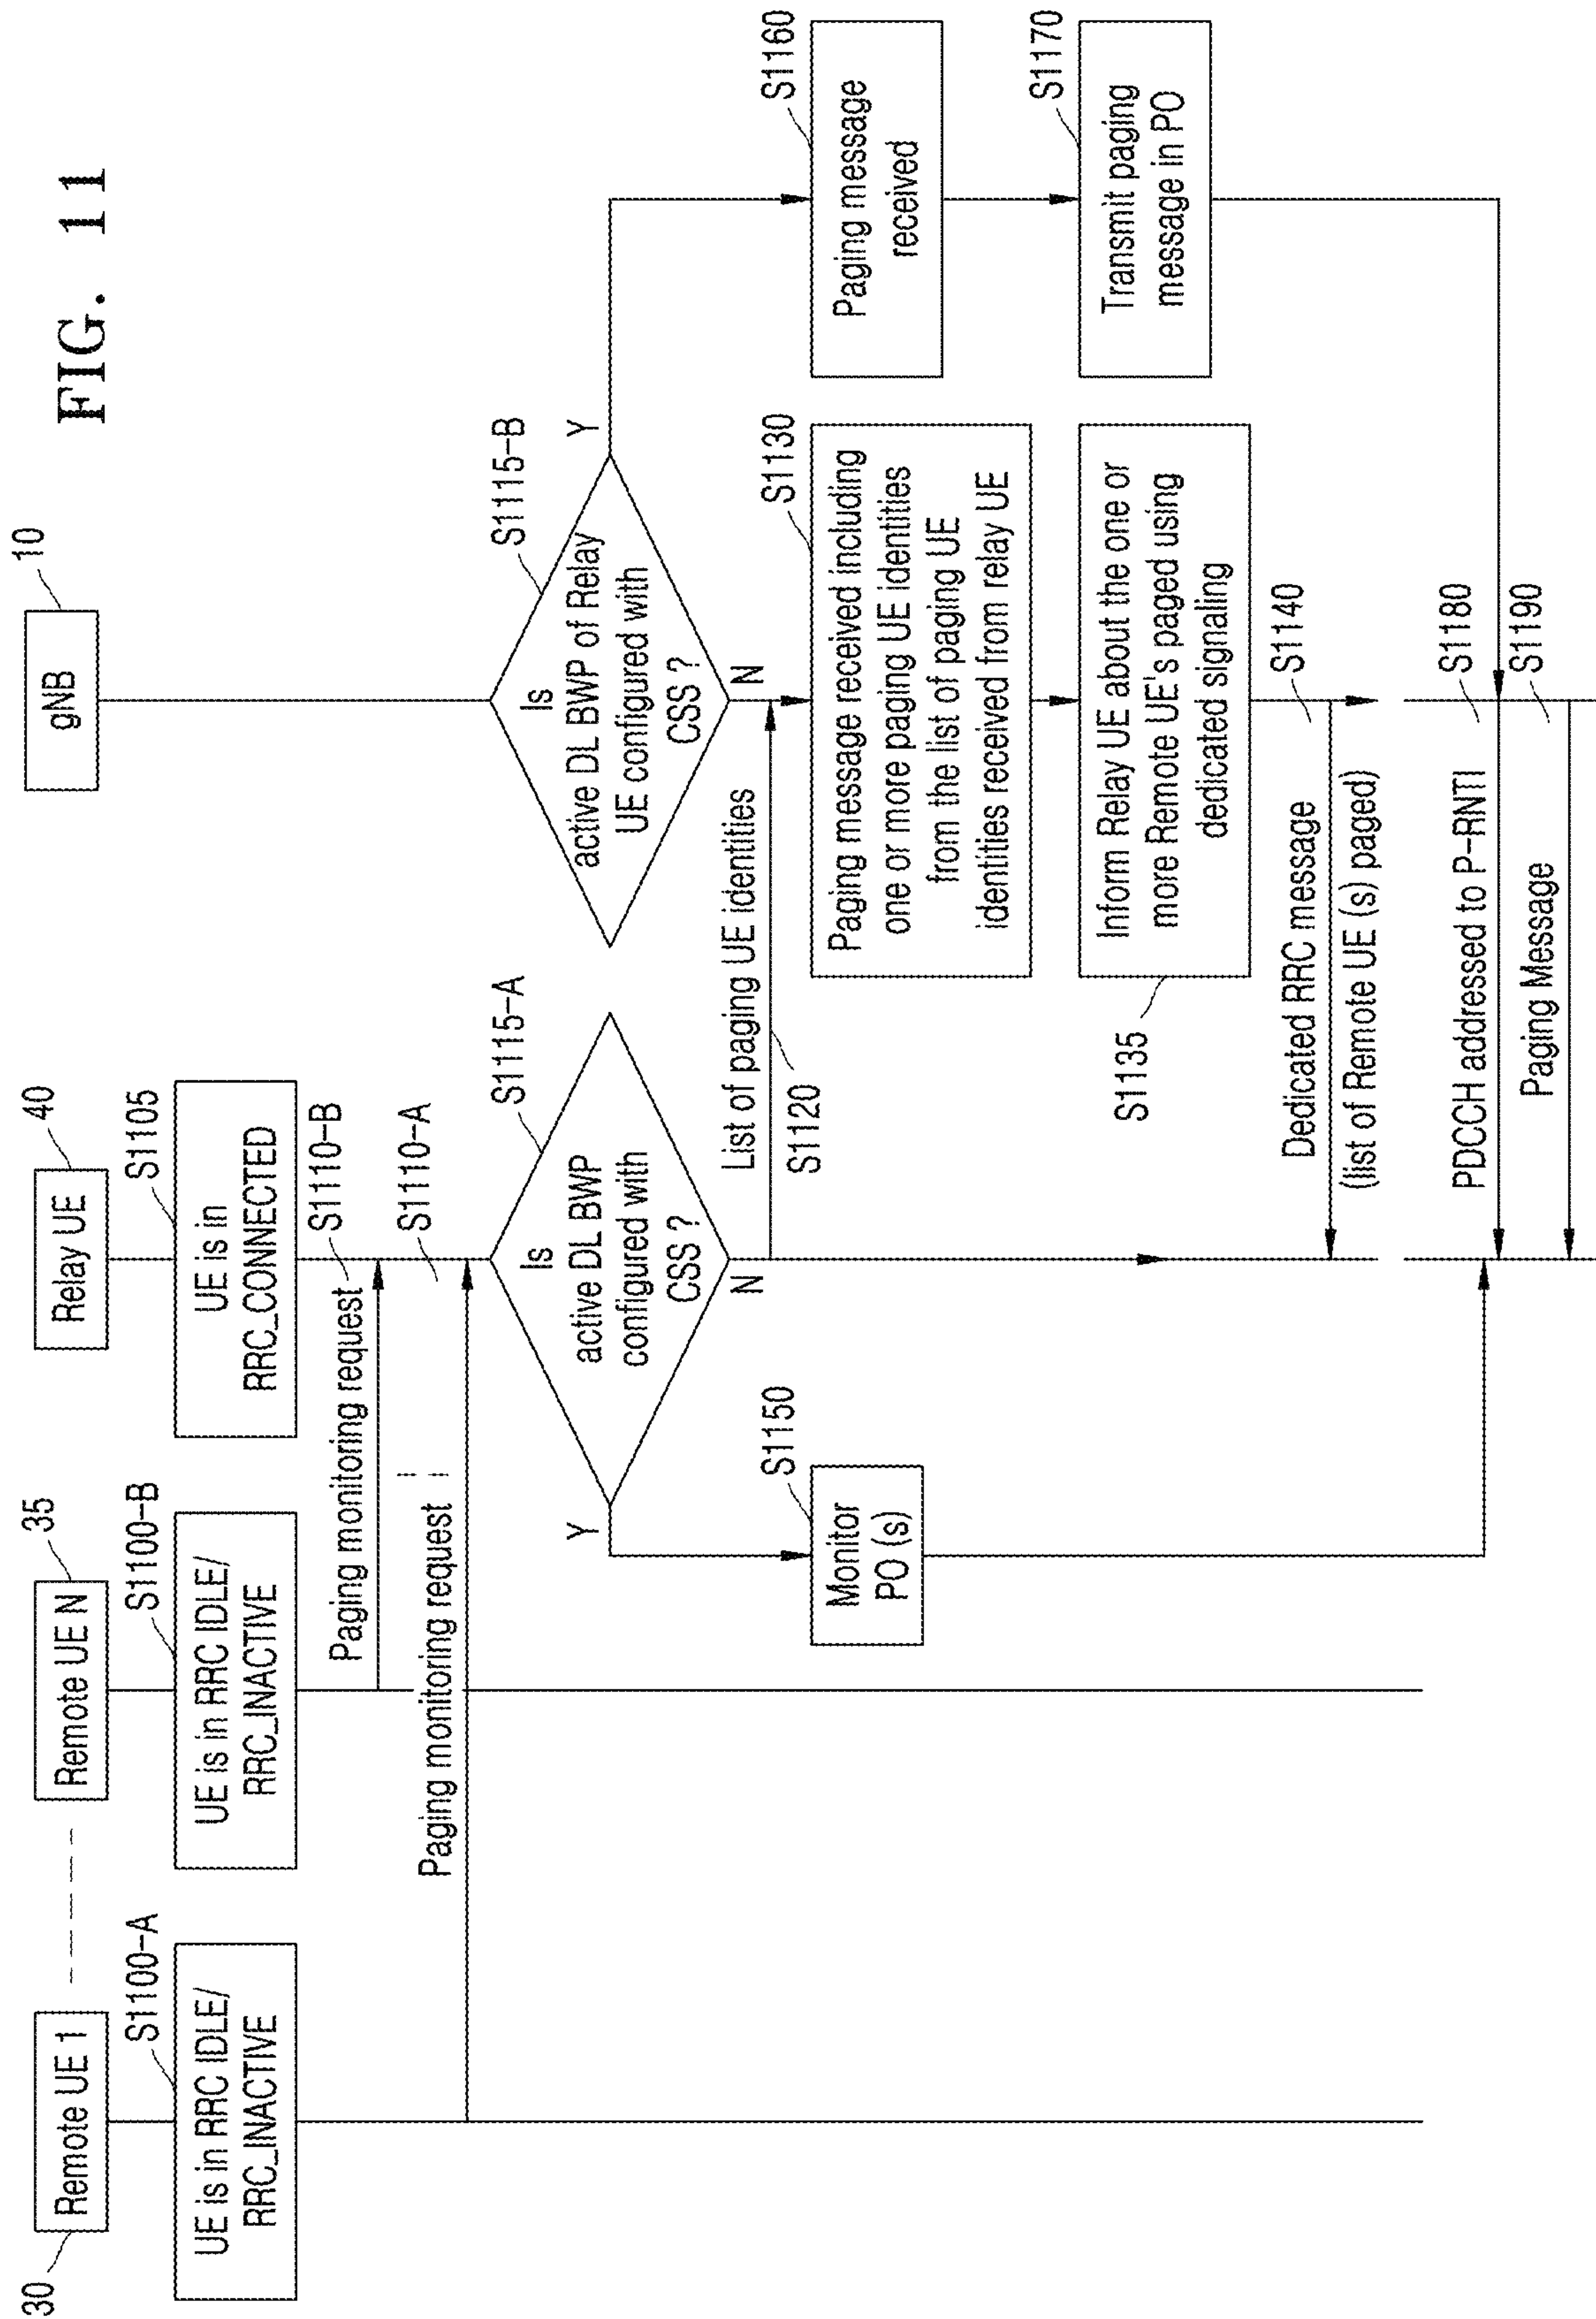 FIG. 11
30
Remote UE 1
35
Remote UE N
40
Relay UE
10
gNB
S1100-A
UE is in RRC IDLE/
RRC_INACTIVE
S1100-B
UE is in RRC IDLE/
RRC_INACTIVE
S1105
UE is in
RRC_CONNECTED
Paging monitoring request
S1110-B
Paging monitoring request
S1110-A
S1115-A
Is
active DL BWP
configured with
CSS ?
Y
N
S1115-B
Is
active DL BWP of Relay
UE configured with
CSS ?
Y
N
List of paging UE identities
S1120
S1150
Monitor
PO (s)
S1130
Paging message received including
one or more paging UE identities
from the list of paging UE
identities received from relay UE
S1160
Paging message
received
S1135
Inform Relay UE about the one or
more Remote UE's paged using
dedicated signaling
S1170
Transmit paging
message in PO
Dedicated RRC message
S1140
(list of Remote UE (s) paged)
PDCCH addressed to P-RNTI
S1180
Paging Message
S1190